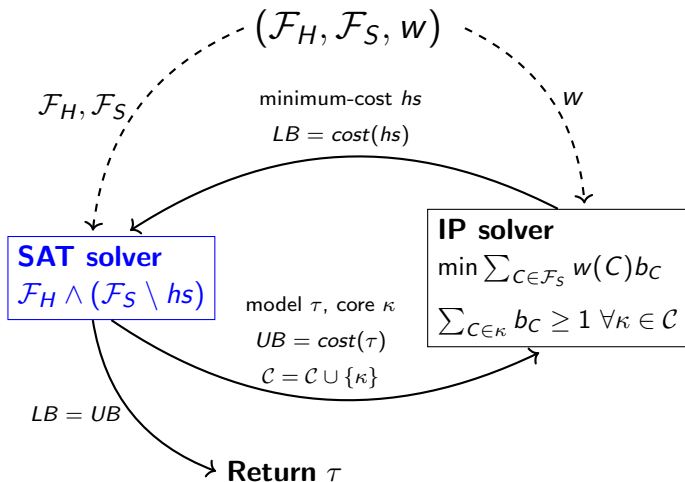 (𝓕_H, 𝓕_S, w)
𝓕_H, 𝓕_S
minimum-cost hs
LB = cost(hs)
w
SAT solver
𝓕_H ∧ (𝓕_S \ hs)
IP solver
min ∑_{C∈𝓕_S} w(C)b_C
∑_{C∈κ} b_C ≥ 1 ∀κ ∈ 𝒞
model τ, core κ
UB = cost(τ)
𝒞 = 𝒞 ∪ {κ}
LB = UB
Return τ